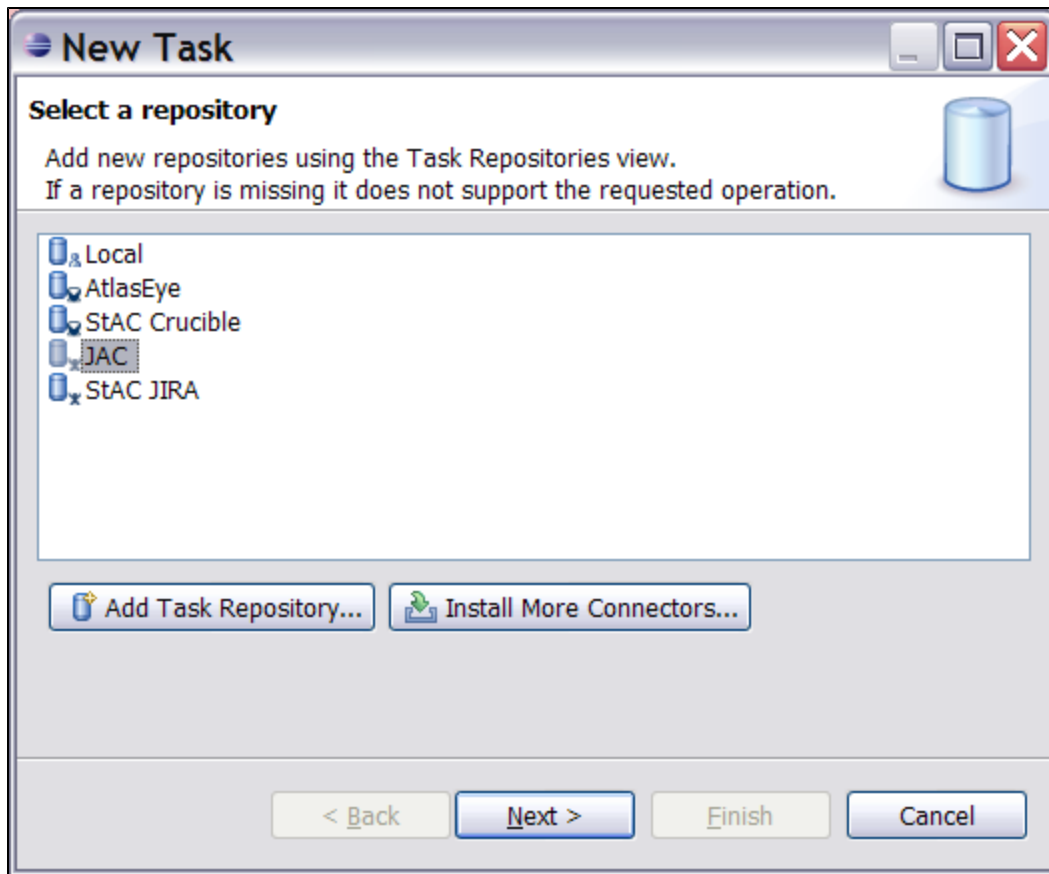 New Task
Select a repository
Add new repositories using the Task Repositories view.
If a repository is missing it does not support the requested operation.
Local
AtlasEye
StAC Crucible
JAC
StAC JIRA
Add Task Repository... Install More Connectors...
< Back Next > Finish Cancel